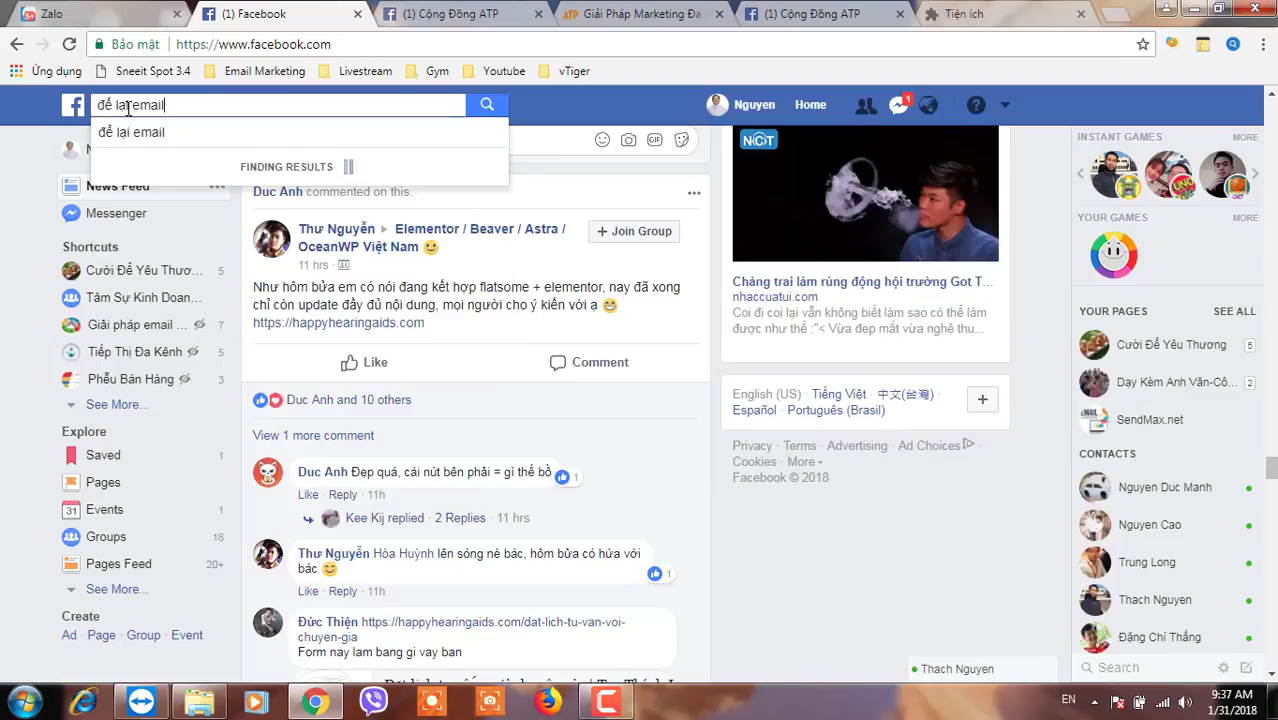 Zalo
(1) Facebook
(1) Cộng Đồng ATP
Giải Pháp Marketing Đa
(1) Cộng Đồng ATP
Tiện ích
Bảo mật
https://www.facebook.com
Ứng dụng
Sneeit Spot 3.4
Email Marketing
Livestream
Gym
Youtube
vTiger
để lại email
Nguyen
Home
1
để lại email
FINDING RESULTS
News Feed
Messenger
Shortcuts
Cười Để Yêu Thương... 5
Tâm Sự Kinh Doan...
Giải pháp email ... 7
Tiếp Thị Đa Kênh 5
Phễu Bán Hàng 3
See More...
Explore
Saved 1
Pages
Events 1
Groups 18
Pages Feed 20+
See More...
Create
Ad · Page · Group · Event
GIF
Duc Anh commented on this.
Thư Nguyễn ▶ Elementor / Beaver / Astra /
OceanWP Việt Nam
Join Group
11 hrs ·
Như hôm bửa em có nói đang kết hợp flatsome + elementor, nay đã xong
chỉ còn update đầy đủ nội dung, mọi người cho ý kiến với ạ
https://happyhearingaids.com
Like
Comment
Duc Anh and 10 others
View 1 more comment
Duc Anh Đẹp quá, cái nút bên phải = gì thế bồ
1
Like · Reply · 11h
Kee Kij replied · 2 Replies · 11 hrs
Thư Nguyễn Hòa Huỳnh lên sóng nè bác, hôm bửa có hứa với
bác
1
Like · Reply · 11h
Đức Thiện https://happyhearingaids.com/dat-lich-tu-van-voi-
chuyen-gia
Form nay lam bang gi vay ban
NCT
Chàng trai làm rúng động hội trường Got T...
nhaccuatui.com
Coi đi coi lại vẫn không biết làm sao có thể làm
được như thế :"< Vừa đẹp mắt vừa nghệ thu...
English (US) · Tiếng Việt · 中文(台灣) ·
Español · Português (Brasil)
Privacy · Terms · Advertising · Ad Choices ·
Cookies · More
Facebook © 2018
INSTANT GAMES
MORE
UNO
YOUR GAMES
MORE
YOUR PAGES
SEE ALL
Cười Để Yêu Thương 5
Dạy Kèm Anh Văn-Cô... 2
SendMax.net
CONTACTS
Nguyen Duc Manh
Nguyen Cao
Trung Long
Thach Nguyen
Đặng Chí Thắng
Search
Thach Nguyen
EN
9:37 AM
1/31/2018